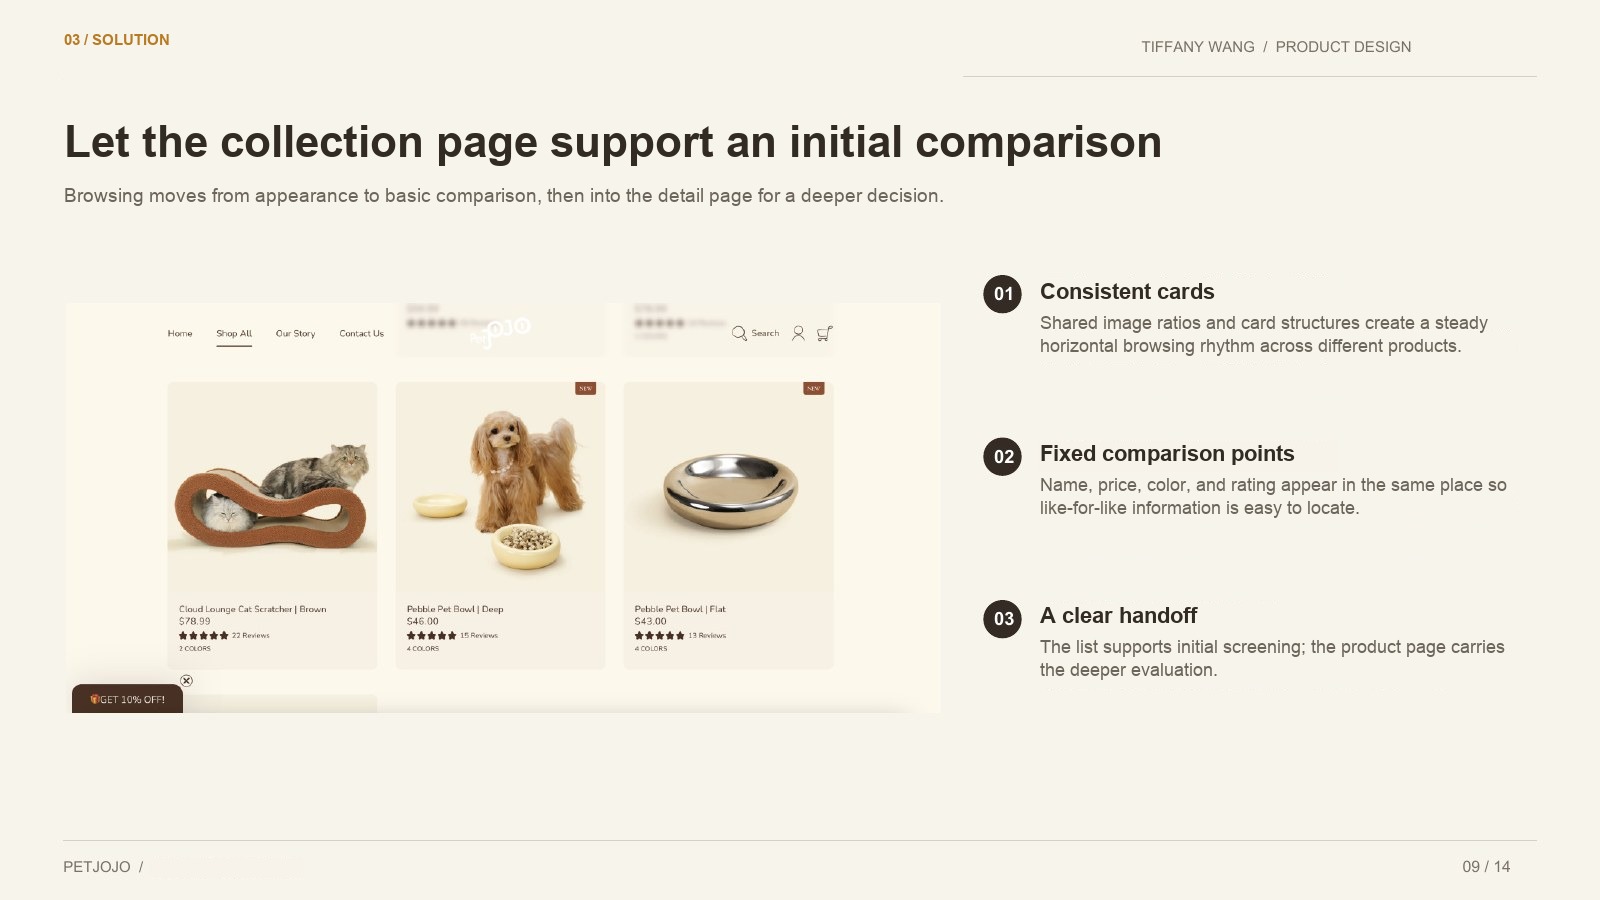 03 / SOLUTION
TIFFANY WANG / PRODUCT DESIGN
Let the collection page support an initial comparison
Browsing moves from appearance to basic comparison, then into the detail page for a deeper decision.
Home Shop All Our Story Contact Us
Search
NEW
NEW
Cloud Lounge Cat Scratcher | Brown
$78.99
22 Reviews
2 COLORS
Pebble Pet Bowl | Deep
$46.00
15 Reviews
4 COLORS
Pebble Pet Bowl | Flat
$43.00
13 Reviews
4 COLORS
GET 10% OFF!
01
Consistent cards
Shared image ratios and card structures create a steady
horizontal browsing rhythm across different products.
02
Fixed comparison points
Name, price, color, and rating appear in the same place so
like-for-like information is easy to locate.
03
A clear handoff
The list supports initial screening; the product page carries
the deeper evaluation.
PETJOJO /
09 / 14